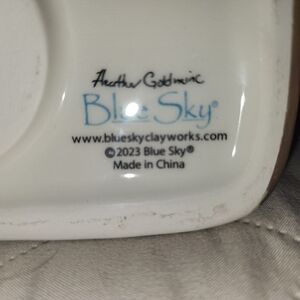 Heather Goldminc
Blue Sky®
www.blueskyclayworks.com
©2023 Blue Sky®
Made in China